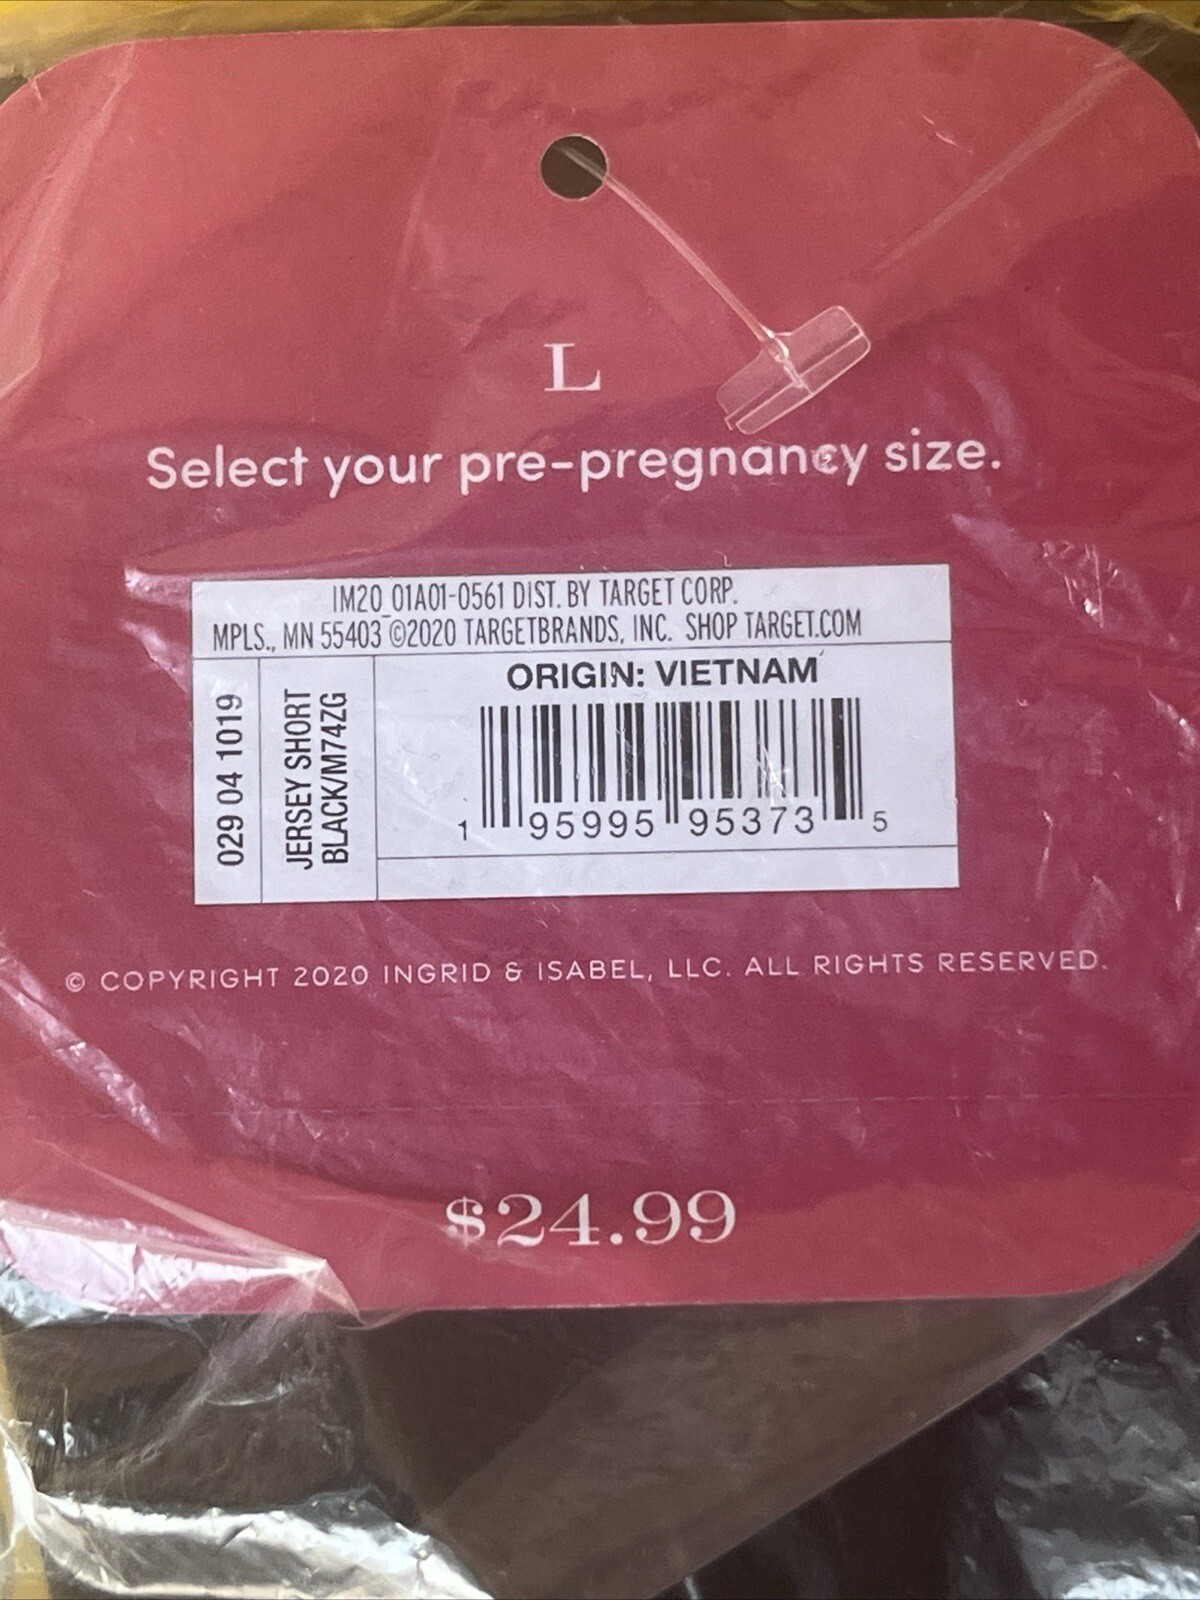 L
Select your pre-pregnancy size.
IM20_01A01-0561 DIST. BY TARGET CORP.
MPLS., MN 55403 ©2020 TARGETBRANDS, INC. SHOP TARGET.COM
029 04 1019
JERSEY SHORT
BLACK/M74ZG
ORIGIN: VIETNAM
1 95995 95373 5
© COPYRIGHT 2020 INGRID & ISABEL, LLC. ALL RIGHTS RESERVED.
$24.99